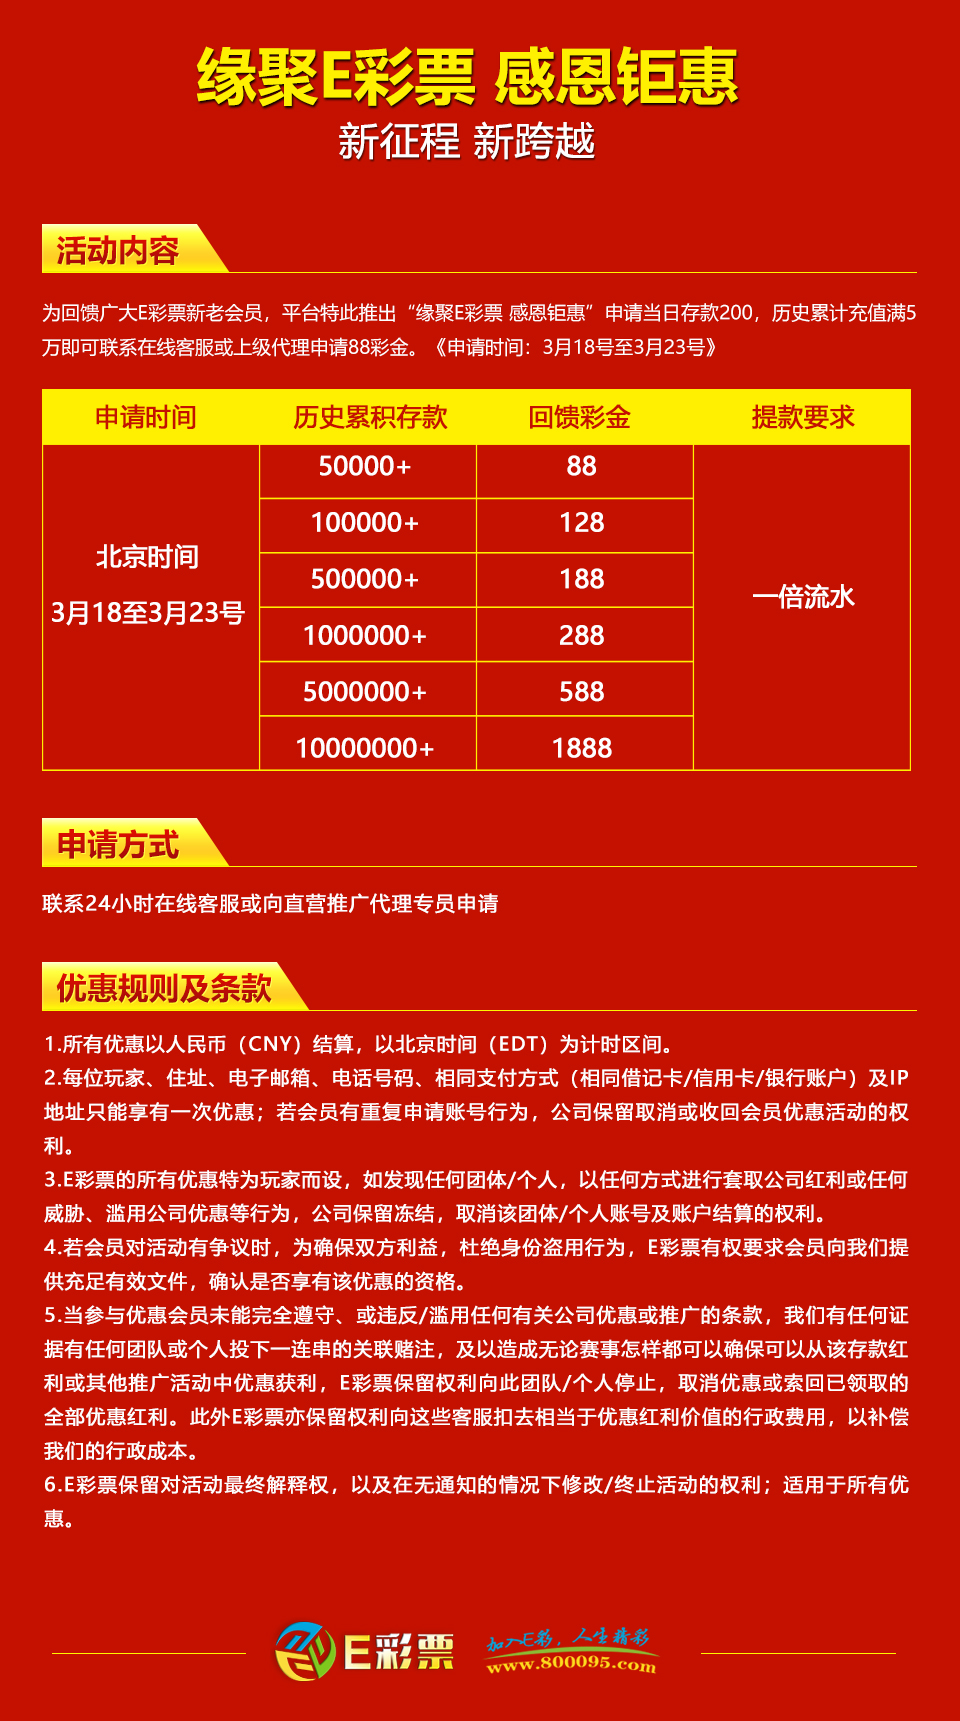 缘聚E彩票 感恩钜惠
新征程 新跨越
活动内容
为回馈广大E彩票新老会员，平台特此推出“缘聚E彩票 感恩钜惠”申请当日存款200，历史累计充值满5
万即可联系在线客服或上级代理申请88彩金。《申请时间：3月18号至3月23号》
申请时间 历史累积存款 回馈彩金 提款要求
50000+ 88
100000+ 128
北京时间
500000+ 188
一倍流水
3月18至3月23号
1000000+ 288
5000000+ 588
10000000+ 1888
申请方式
联系24小时在线客服或向直营推广代理专员申请
优惠规则及条款
1.所有优惠以人民币（CNY）结算，以北京时间（EDT）为计时区间。
2.每位玩家、住址、电子邮箱、电话号码、相同支付方式（相同借记卡/信用卡/银行账户）及IP
地址只能享有一次优惠；若会员有重复申请账号行为，公司保留取消或收回会员优惠活动的权
利。
3.E彩票的所有优惠特为玩家而设，如发现任何团体/个人，以任何方式进行套取公司红利或任何
威胁、滥用公司优惠等行为，公司保留冻结，取消该团体/个人账号及账户结算的权利。
4.若会员对活动有争议时，为确保双方利益，杜绝身份盗用行为，E彩票有权要求会员向我们提
供充足有效文件，确认是否享有该优惠的资格。
5.当参与优惠会员未能完全遵守、或违反/滥用任何有关公司优惠或推广的条款，我们有任何证
据有任何团队或个人投下一连串的关联赌注，及以造成无论赛事怎样都可以确保可以从该存款红
利或其他推广活动中优惠获利，E彩票保留权利向此团队/个人停止，取消优惠或索回已领取的
全部优惠红利。此外E彩票亦保留权利向这些客服扣去相当于优惠红利价值的行政费用，以补偿
我们的行政成本。
6.E彩票保留对活动最终解释权，以及在无通知的情况下修改/终止活动的权利；适用于所有优
惠。
E彩票
加入E彩，人生精彩
www.800095.com